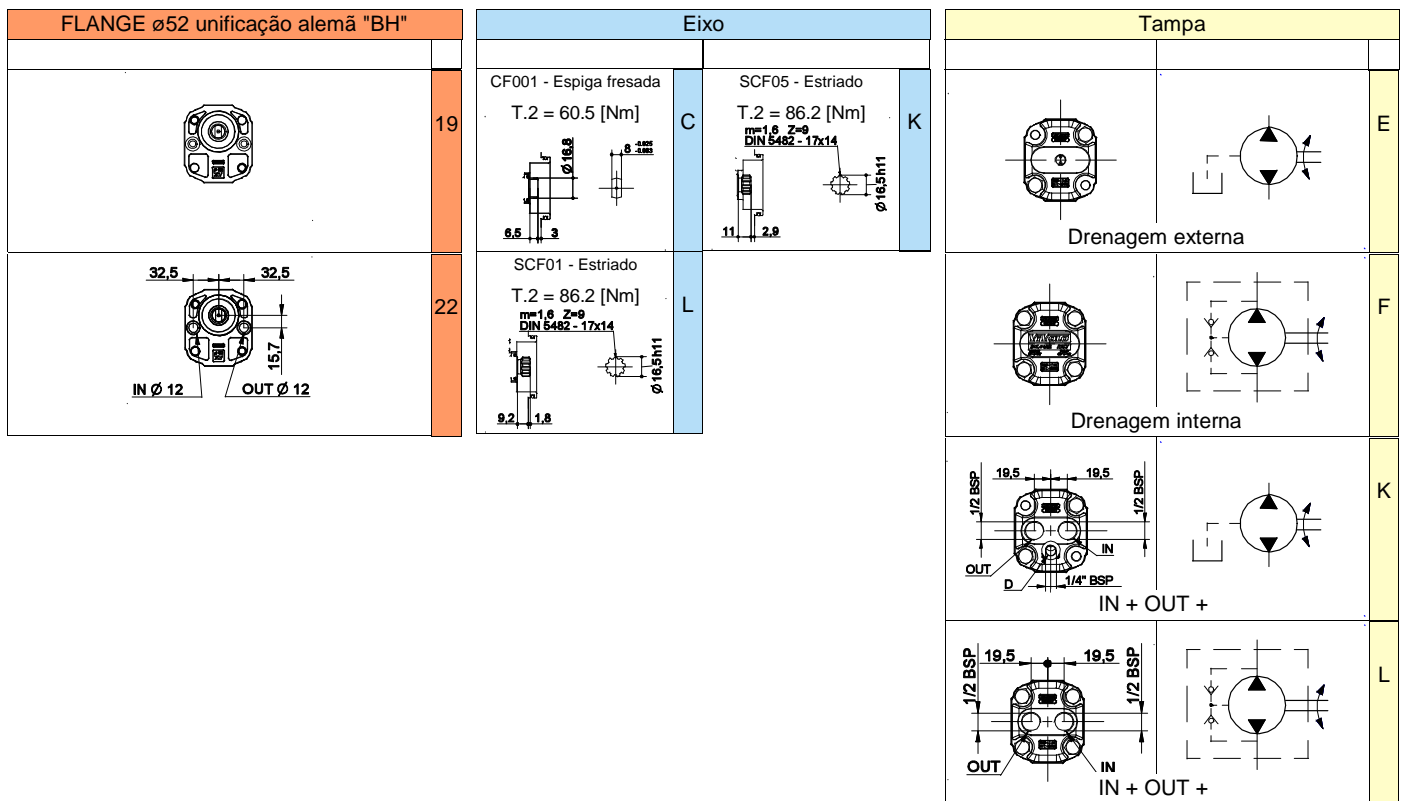 FLANGE ø52 unificação alemã "BH"
19
32,5 32,5
22
15,7
IN Ø 12 OUT Ø 12
Eixo
CF001 - Espiga fresada
T.2 = 60.5 [Nm]
C
Ø 16.8
8 -0.025 -0.083
6,5 3
SCF05 - Estriado
T.2 = 86.2 [Nm]
K
m=1,6 Z=9
DIN 5482 - 17x14
Ø16,5h11
11 2,9
SCF01 - Estriado
T.2 = 86.2 [Nm]
L
m=1,6 Z=9
DIN 5482 - 17x14
Ø16,5h11
9,2 1,8
Tampa
E
Drenagem externa
F
Drenagem interna
19,5 19,5
1/2 BSP 1/2 BSP
K
IN
OUT
D 1/4" BSP
IN + OUT +
19,5 19,5
1/2 BSP 1/2 BSP
L
OUT IN
IN + OUT +